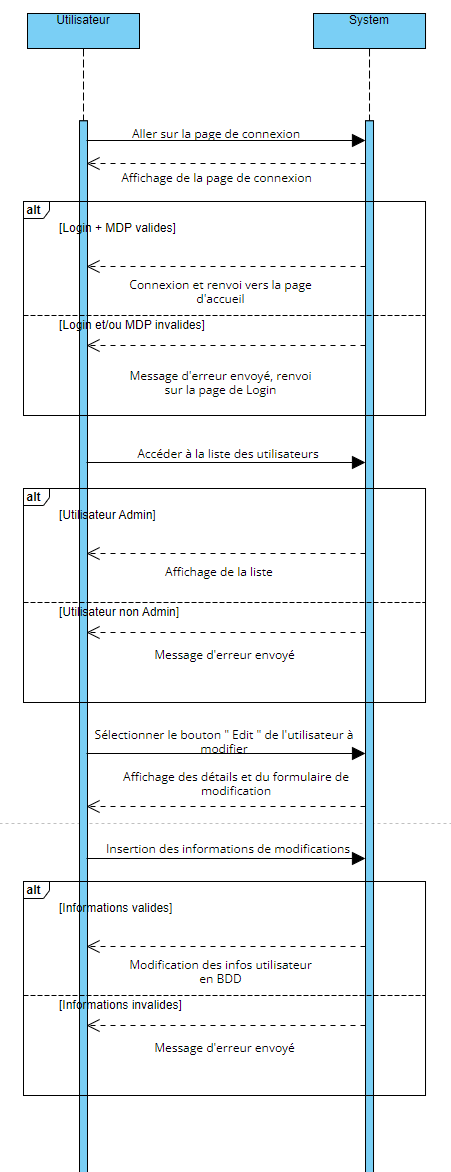 Utilisateur
System
Aller sur la page de connexion
Affichage de la page de connexion
alt
[Login + MDP valides]
Connexion et renvoi vers la page
d'accueil
[Login et/ou MDP invalides]
Message d'erreur envoyé, renvoi
sur la page de Login
Accéder à la liste des utilisateurs
alt
[Utilisateur Admin]
Affichage de la liste
[Utilisateur non Admin]
Message d'erreur envoyé
Sélectionner le bouton " Edit " de l'utilisateur à
modifier
Affichage des détails et du formulaire de
modification
Insertion des informations de modifications
alt
[Informations valides]
Modification des infos utilisateur
en BDD
[Informations invalides]
Message d'erreur envoyé